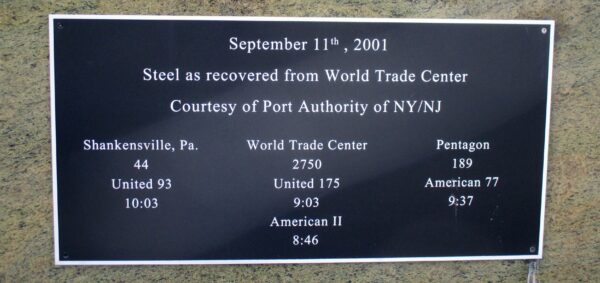 September 11th , 2001
Steel as recovered from World Trade Center
Courtesy of Port Authority of NY/NJ
Shankensville, Pa. World Trade Center Pentagon
44 2750 189
United 93 United 175 American 77
10:03 9:03 9:37
American II
8:46